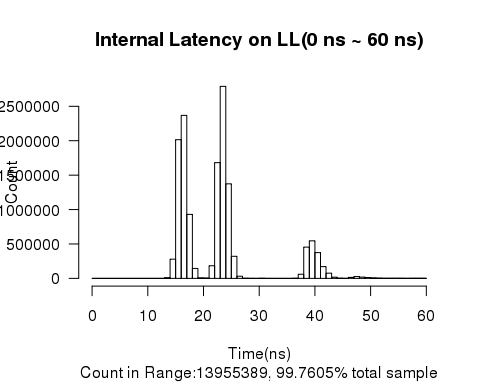 Internal Latency on LL(0 ns ~ 60 ns)
2500000
2000000
1500000
1000000
500000
0
Count
0 10 20 30 40 50 60
Time(ns)
Count in Range:13955389, 99.7605% total sample